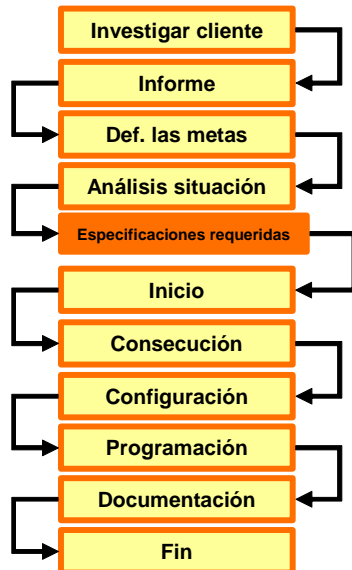 Investigar cliente
Informe
Def. las metas
Análisis situación
Especificaciones requeridas
Inicio
Consecución
Configuración
Programación
Documentación
Fin